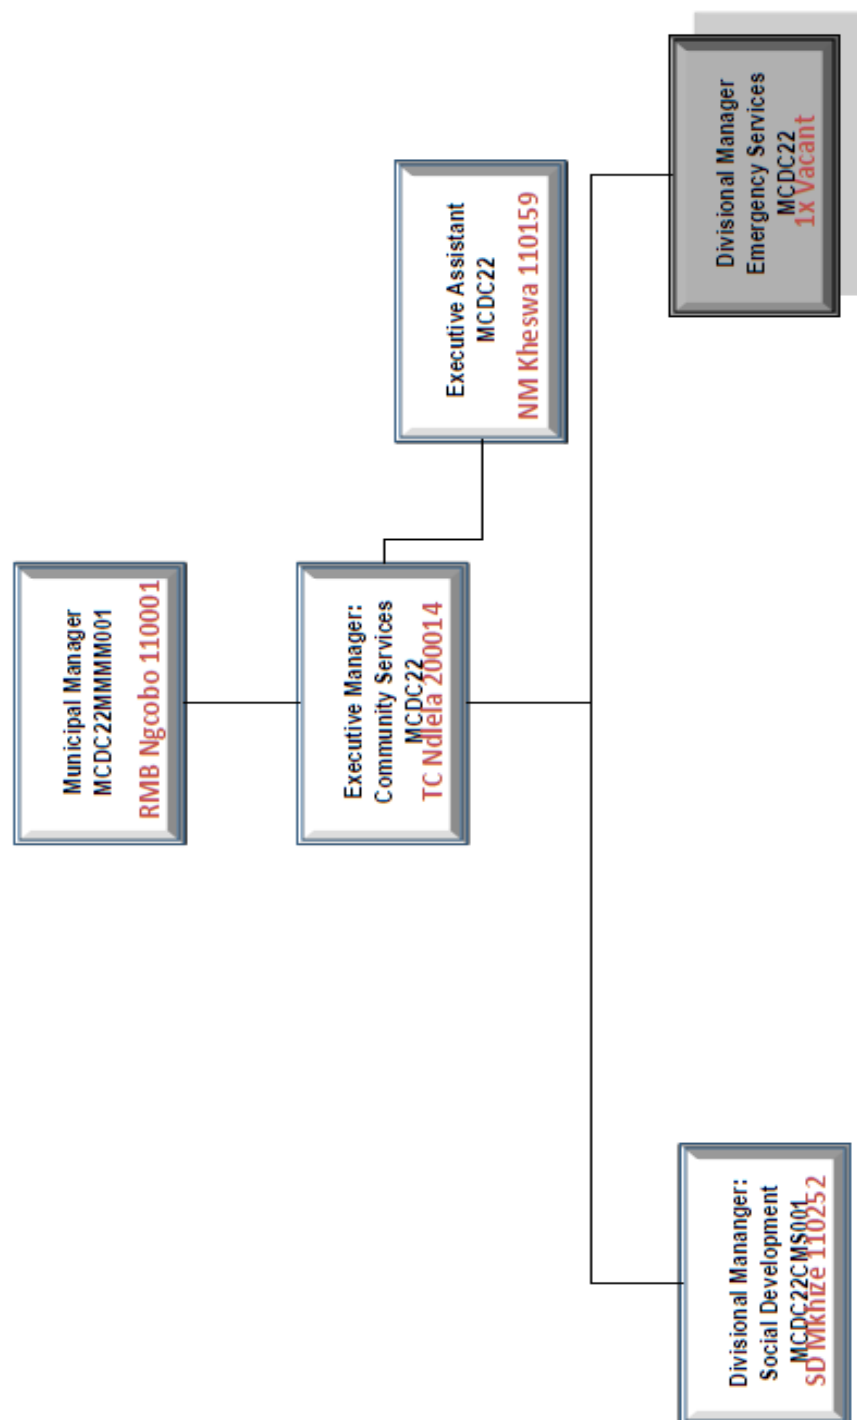 Municipal Manager
MCDC22MMMM001
RMB Ngcobo 110001
Executive Manager:
Community Services
MCDC22
TC Ndlela 200014
Executive Assistant
MCDC22
NM Kheswa 110159
Divisional Mananger:
Social Development
MCDC22CMS001
SD Mkhize 110252
Divisional Manager
Emergency Services
MCDC22
1x Vacant